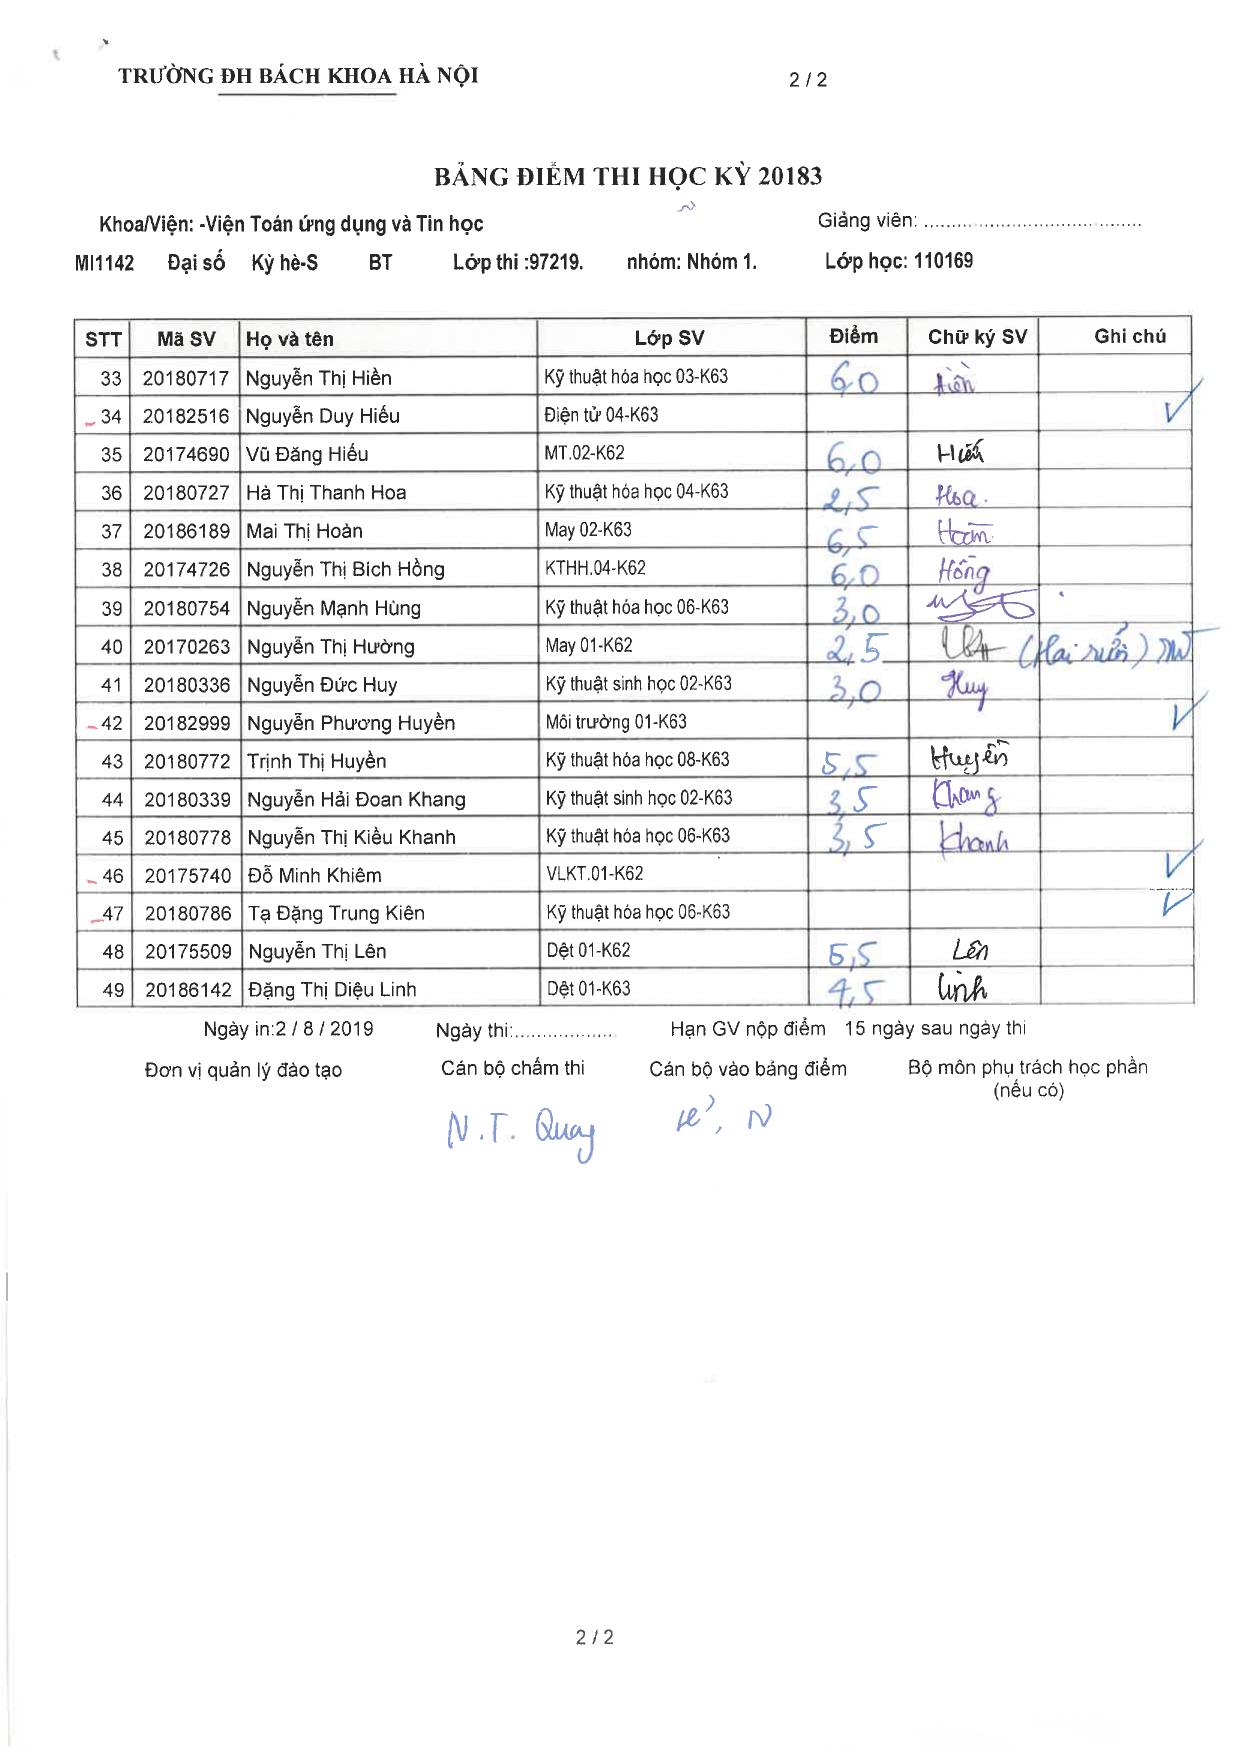 TRƯỜNG ĐH BÁCH KHOA HÀ NỘI 2 / 2
BẢNG ĐIỂM THI HỌC KỲ 20183
Khoa/Viện: -Viện Toán ứng dụng và Tin học Giảng viên: ........................................
MI1142 Đại số Kỳ hè-S BT Lớp thi :97219. nhóm: Nhóm 1. Lớp học: 110169
STT Mã SV Họ và tên Lớp SV Điểm Chữ ký SV Ghi chú
33 20180717 Nguyễn Thị Hiền Kỹ thuật hóa học 03-K63 6,0 Hiền
34 20182516 Nguyễn Duy Hiếu Điện tử 04-K63
35 20174690 Vũ Đăng Hiếu MT.02-K62 6,0 Hiếu
36 20180727 Hà Thị Thanh Hoa Kỹ thuật hóa học 04-K63 2,5 Hoa.
37 20186189 Mai Thị Hoàn May 02-K63 6,5 Hoàn
38 20174726 Nguyễn Thị Bích Hồng KTHH.04-K62 6,0 Hồng
39 20180754 Nguyễn Mạnh Hùng Kỹ thuật hóa học 06-K63 3,0
40 20170263 Nguyễn Thị Hường May 01-K62 2,5 (Hai rưỡi)
41 20180336 Nguyễn Đức Huy Kỹ thuật sinh học 02-K63 3,0 Huy
42 20182999 Nguyễn Phương Huyền Môi trường 01-K63
43 20180772 Trịnh Thị Huyền Kỹ thuật hóa học 08-K63 5,5 Huyền
44 20180339 Nguyễn Hải Đoan Khang Kỹ thuật sinh học 02-K63 3,5 Khang
45 20180778 Nguyễn Thị Kiều Khanh Kỹ thuật hóa học 06-K63 3,5 Khanh
46 20175740 Đỗ Minh Khiêm VLKT.01-K62
47 20180786 Tạ Đặng Trung Kiên Kỹ thuật hóa học 06-K63
48 20175509 Nguyễn Thị Lên Dệt 01-K62 5,5 Lên
49 20186142 Đặng Thị Diệu Linh Dệt 01-K63 4,5 Linh
Ngày in:2 / 8 / 2019 Ngày thi:................... Hạn GV nộp điểm 15 ngày sau ngày thi
Đơn vị quản lý đào tạo Cán bộ chấm thi Cán bộ vào bảng điểm Bộ môn phụ trách học phần
(nếu có)
N.T. Quay
2 / 2